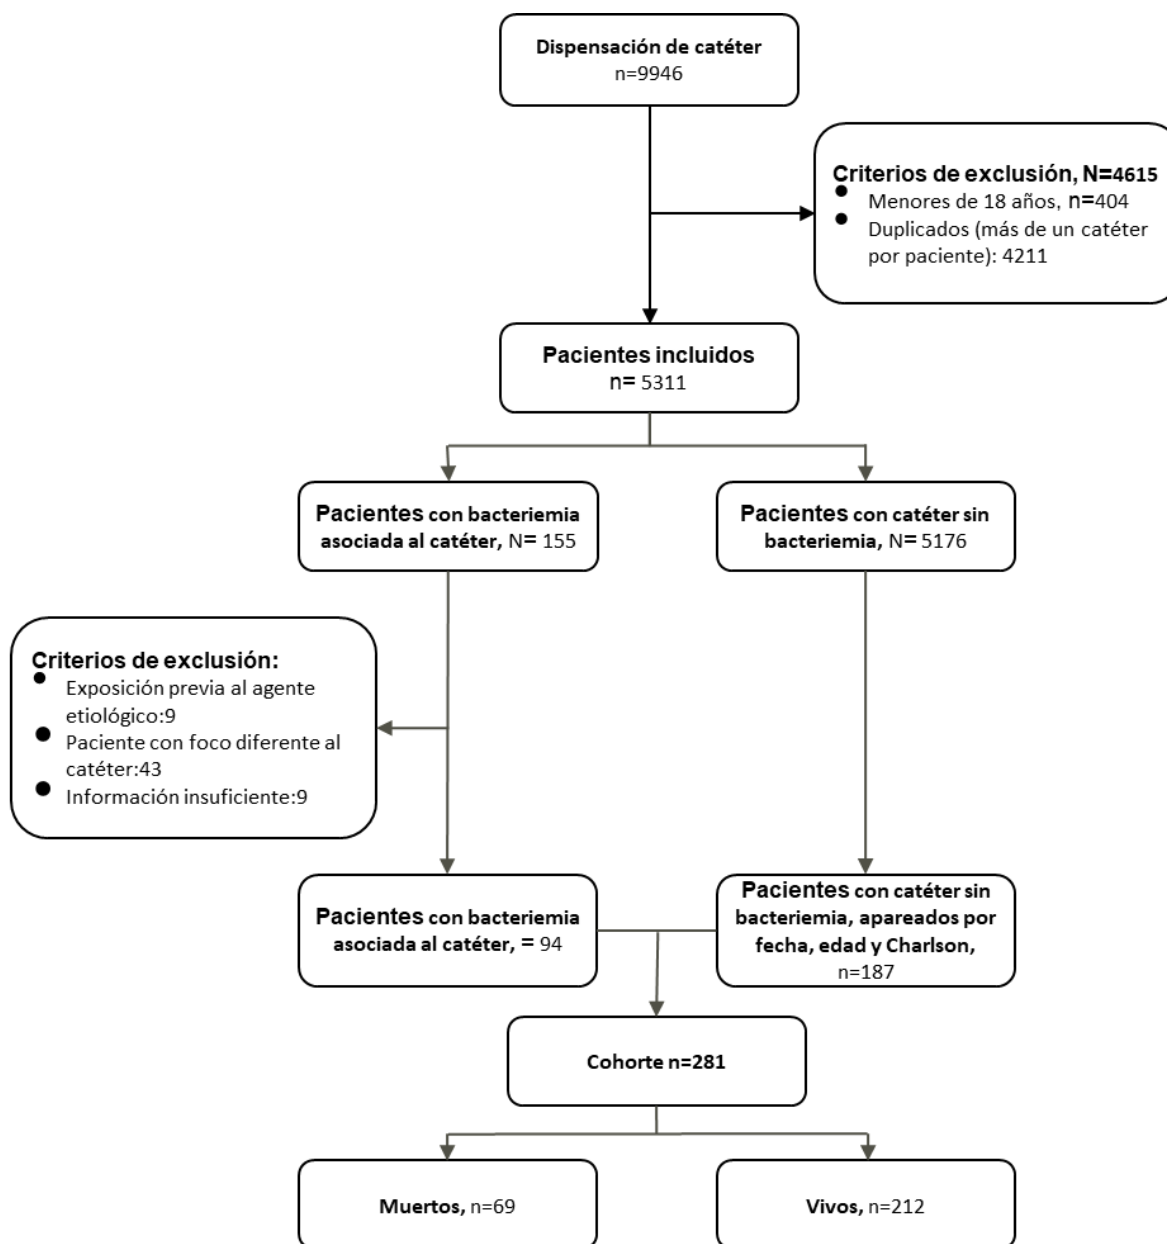 Dispensación de catéter
n=9946
Criterios de exclusión, N=4615
● Menores de 18 años, n=404
● Duplicados (más de un catéter
por paciente): 4211
Pacientes incluidos
n= 5311
Pacientes con bacteriemia
asociada al catéter, N= 155
Pacientes con catéter sin
bacteriemia, N= 5176
Criterios de exclusión:
● Exposición previa al agente
etiológico:9
● Paciente con foco diferente al
catéter:43
● Información insuficiente:9
Pacientes con bacteriemia
asociada al catéter, = 94
Pacientes con catéter sin
bacteriemia, apareados por
fecha, edad y Charlson,
n=187
Cohorte n=281
Muertos, n=69
Vivos, n=212